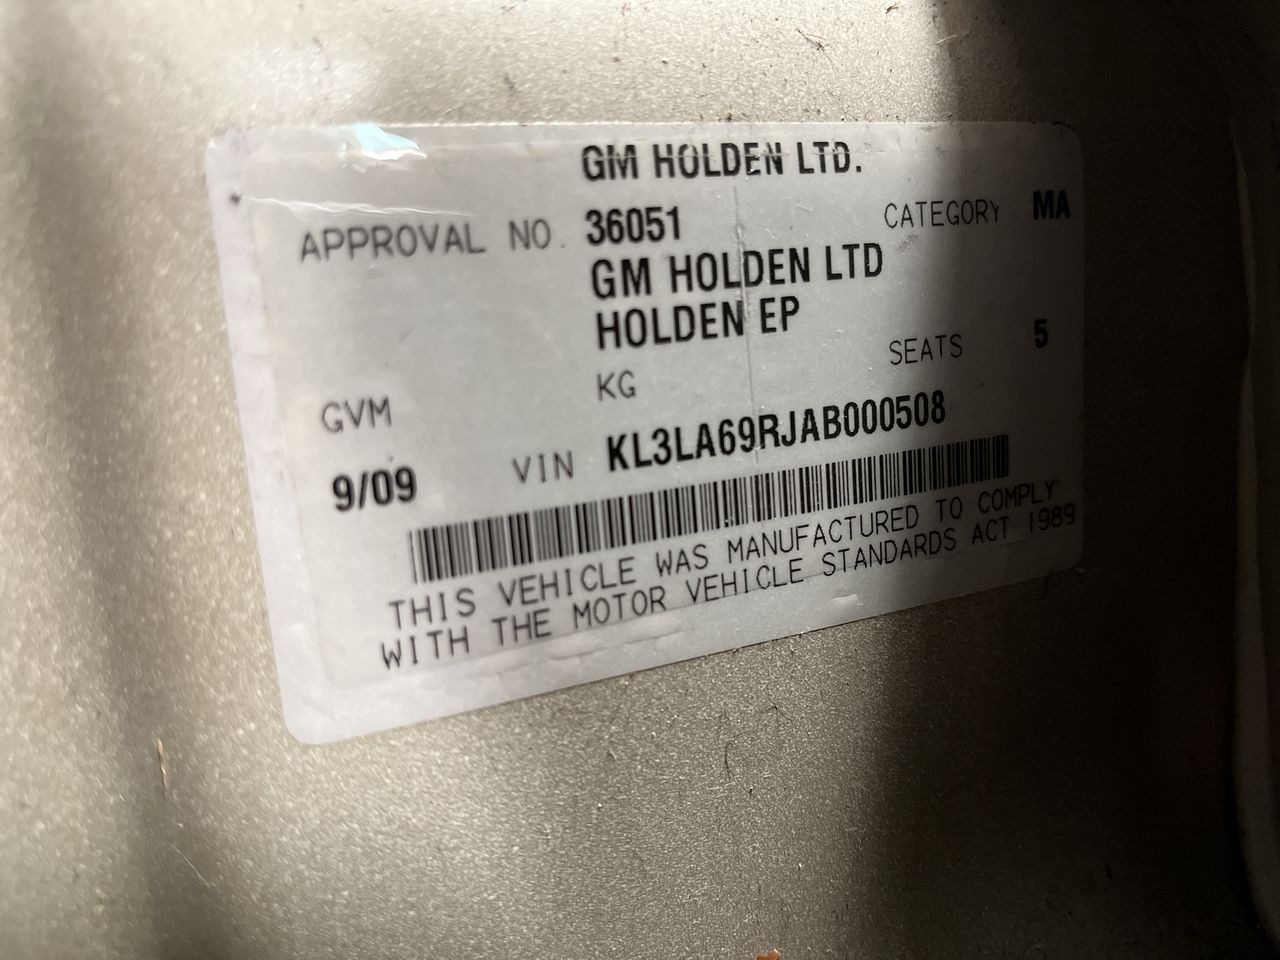 GM HOLDEN LTD.
APPROVAL NO. 36051 CATEGORY MA
GM HOLDEN LTD
HOLDEN EP
SEATS 5
GVM KG
9/09 VIN KL3LA69RJAB000508
THIS VEHICLE WAS MANUFACTURED TO COMPLY
WITH THE MOTOR VEHICLE STANDARDS ACT 1989